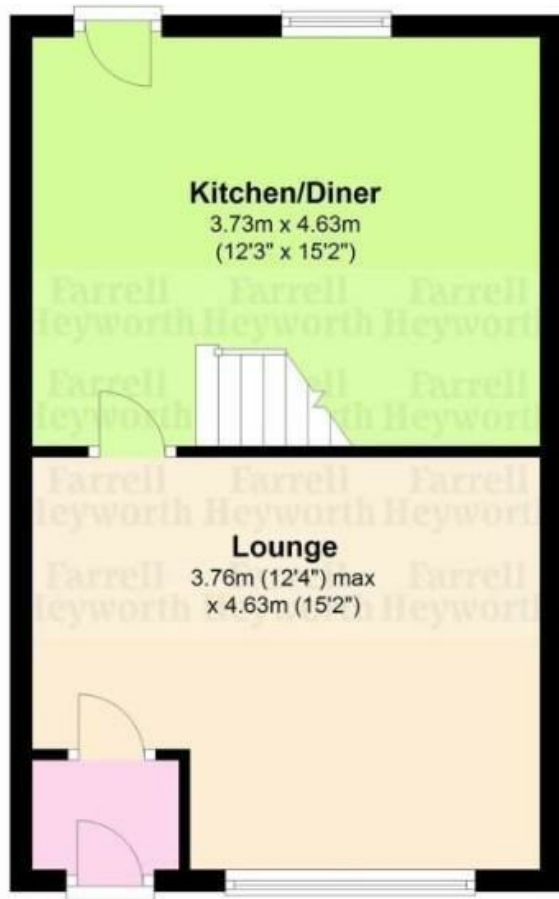 Kitchen/Diner
3.73m x 4.63m
(12'3" x 15'2")
Farrell Farrell Farrell
Heyworth Heyworth Heyworth
Farrell Farrell
Heyworth Heyworth
Farrell Farrell Farrell
Heyworth Heyworth Heyworth
Lounge
3.76m (12'4") max
x 4.63m (15'2")
Farrell Farrell
Heyworth Heyworth